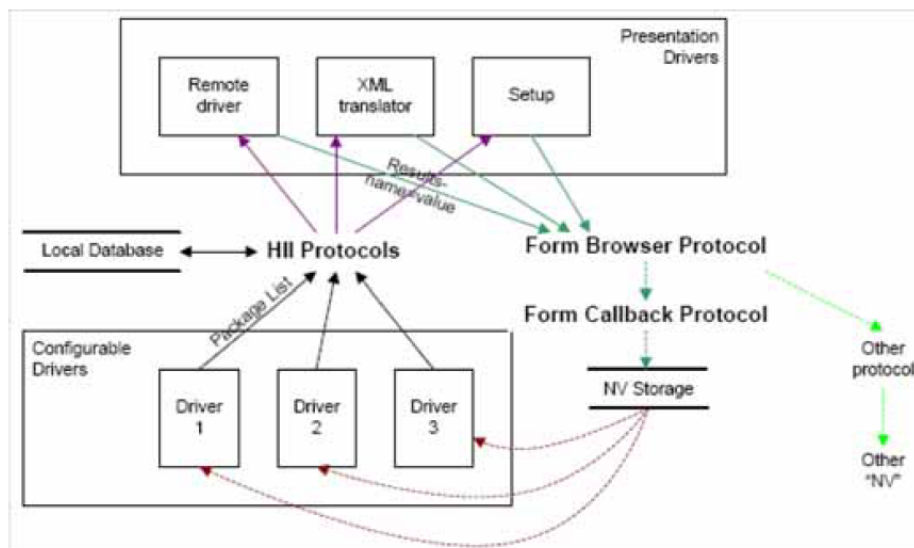 Presentation
Drivers
Remote
driver
XML
translator
Setup
Results-
name=value
Local Database
HII Protocols
Form Browser Protocol
Package List
Form Callback Protocol
Configurable
Drivers
Other
protocol
NV Storage
Driver
1
Driver
2
Driver
3
Other
"NV"